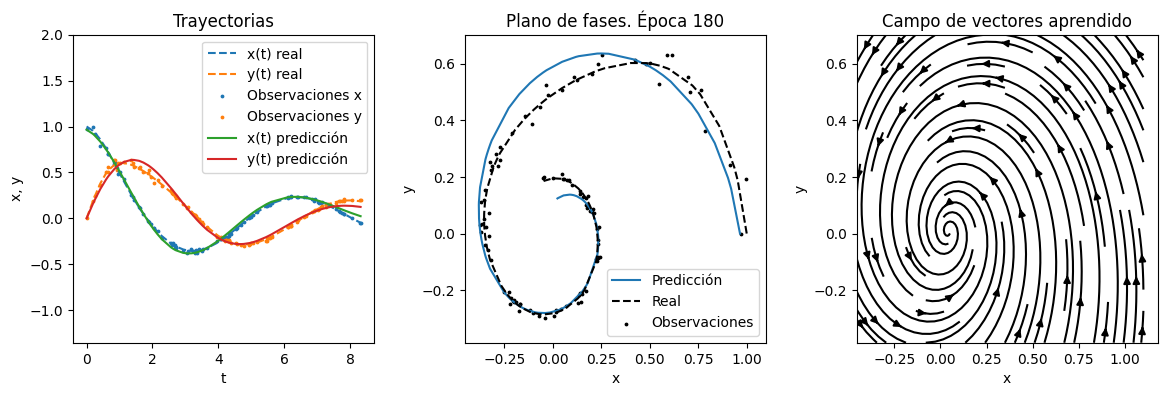 Trayectorias
2.0
1.5
1.0
0.5
0.0
−0.5
−1.0
x, y
0
2
4
6
8
t
x(t) real
y(t) real
Observaciones x
Observaciones y
x(t) predicción
y(t) predicción
Plano de fases. Época 180
0.6
0.4
0.2
0.0
−0.2
y
−0.25
0.00
0.25
0.50
0.75
1.00
x
Predicción
Real
Observaciones
Campo de vectores aprendido
0.6
0.4
0.2
0.0
−0.2
y
−0.25
0.00
0.25
0.50
0.75
1.00
x